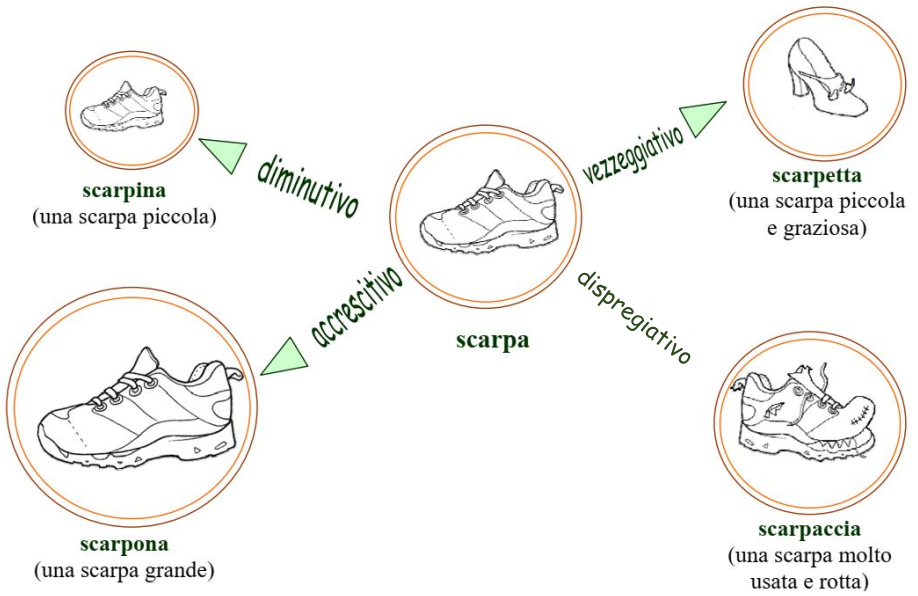 diminutivo
vezzeggiativo
scarpina
(una scarpa piccola)
scarpetta
(una scarpa piccola
e graziosa)
accrescitivo
dispregiativo
scarpa
scarpona
(una scarpa grande)
scarpaccia
(una scarpa molto
usata e rotta)